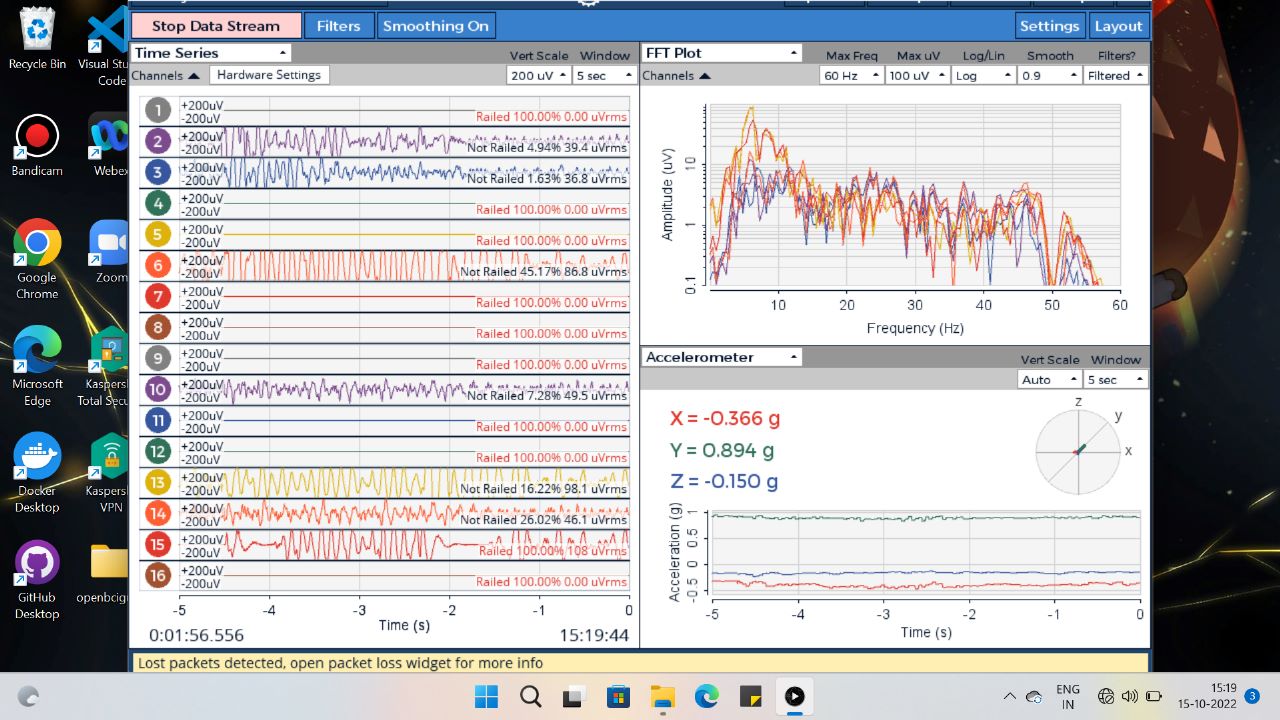 Stop Data Stream Filters Smoothing On Settings Layout
Recycle Bin
Visual Stu
Code
Bandicam
Webex
Google
Chrome
Zoom
Microsoft
Edge
Kaspers
Total Secu
Docker
Desktop
Kaspersk
VPN
GitHub
Desktop
openbcigu
Time Series
Vert Scale Window
Channels Hardware Settings 200 uV 5 sec
1 +200uV -200uV Railed 100.00% 0.00 uVrms
2 +200uV -200uV Not Railed 4.94% 39.4 uVrms
3 +200uV -200uV Not Railed 1.63% 36.8 uVrms
4 +200uV -200uV Railed 100.00% 0.00 uVrms
5 +200uV -200uV Railed 100.00% 0.00 uVrms
6 +200uV -200uV Not Railed 45.17% 86.8 uVrms
7 +200uV -200uV Railed 100.00% 0.00 uVrms
8 +200uV -200uV Railed 100.00% 0.00 uVrms
9 +200uV -200uV Railed 100.00% 0.00 uVrms
10 +200uV -200uV Not Railed 7.28% 49.5 uVrms
11 +200uV -200uV Railed 100.00% 0.00 uVrms
12 +200uV -200uV Railed 100.00% 0.00 uVrms
13 +200uV -200uV Not Railed 16.22% 98.1 uVrms
14 +200uV -200uV Not Railed 26.02% 46.1 uVrms
15 +200uV -200uV Railed 100.00% 108 uVrms
16 +200uV -200uV Railed 100.00% 0.00 uVrms
-5 -4 -3 -2 -1 0
Time (s)
0:01:56.556 15:19:44
FFT Plot
Max Freq Max uV Log/Lin Smooth Filters?
Channels 60 Hz 100 uV Log 0.9 Filtered
Amplitude (uV)
10
1
0.1
10 20 30 40 50 60
Frequency (Hz)
Accelerometer
Vert Scale Window
Auto 5 sec
X = -0.366 g
Y = 0.894 g
Z = -0.150 g
z
y
x
Acceleration (g)
1
0.5
0
-0.5
-5 -4 -3 -2 -1 0
Time (s)
Lost packets detected, open packet loss widget for more info
ENG
IN
15:19
15-10-2022
3